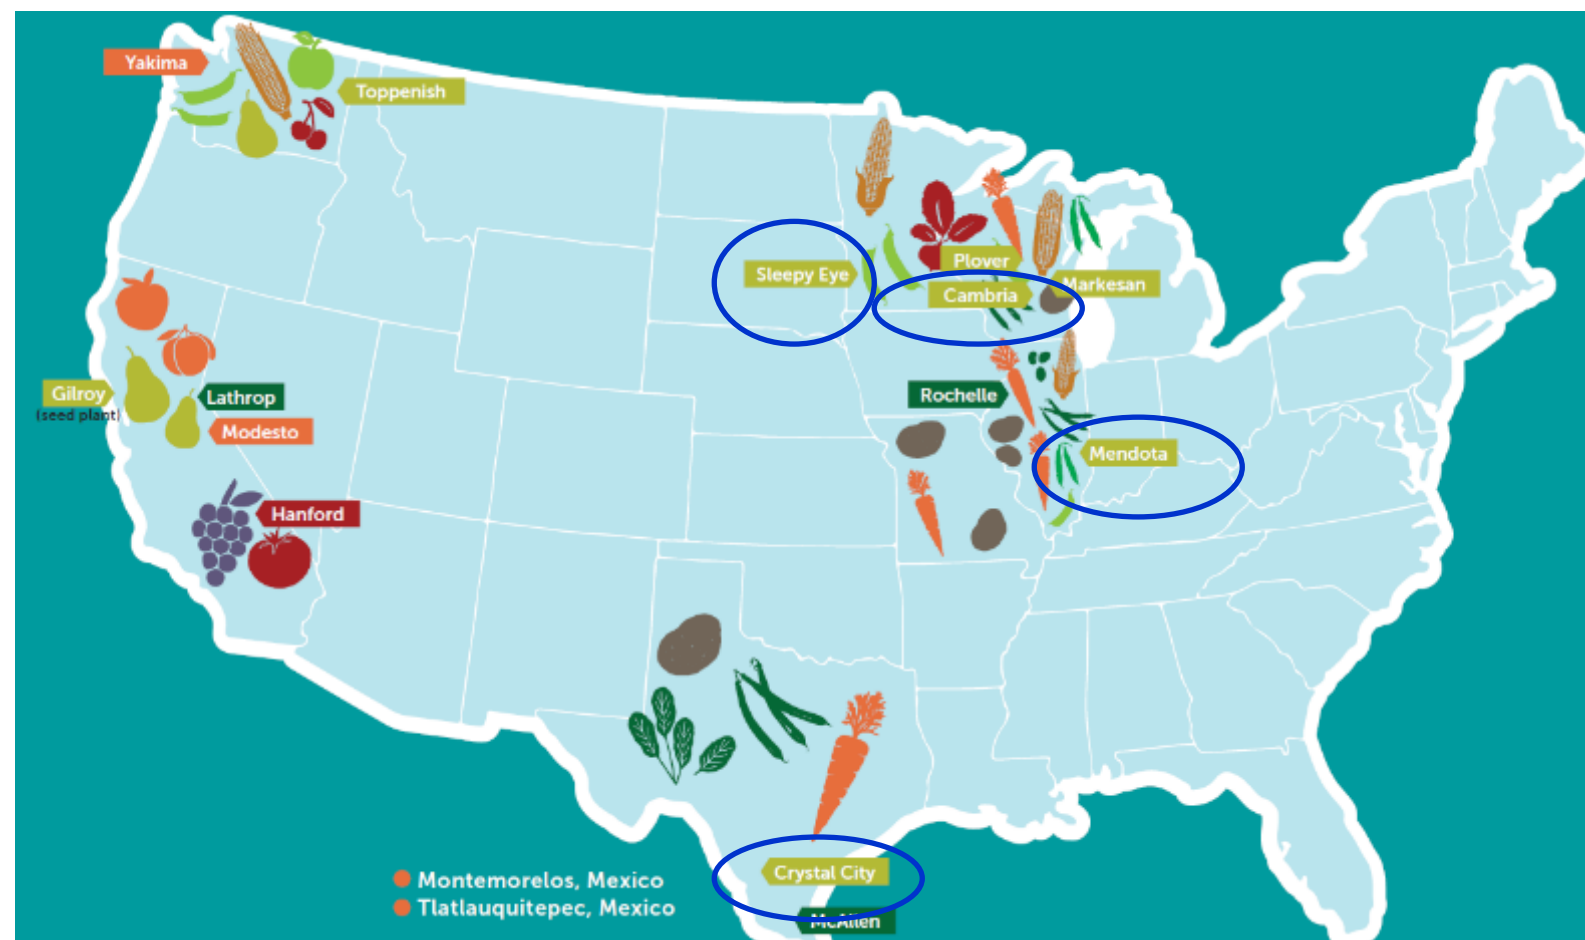 Yakima
Toppenish
Plover
Sleepy Eye
Markesan
Cambria
Gilroy
(seed plant)
Lathrop
Rochelle
Modesto
Mendota
Hanford
Crystal City
Montemorelos, Mexico
Tlatlauquitepec, Mexico
McAllen